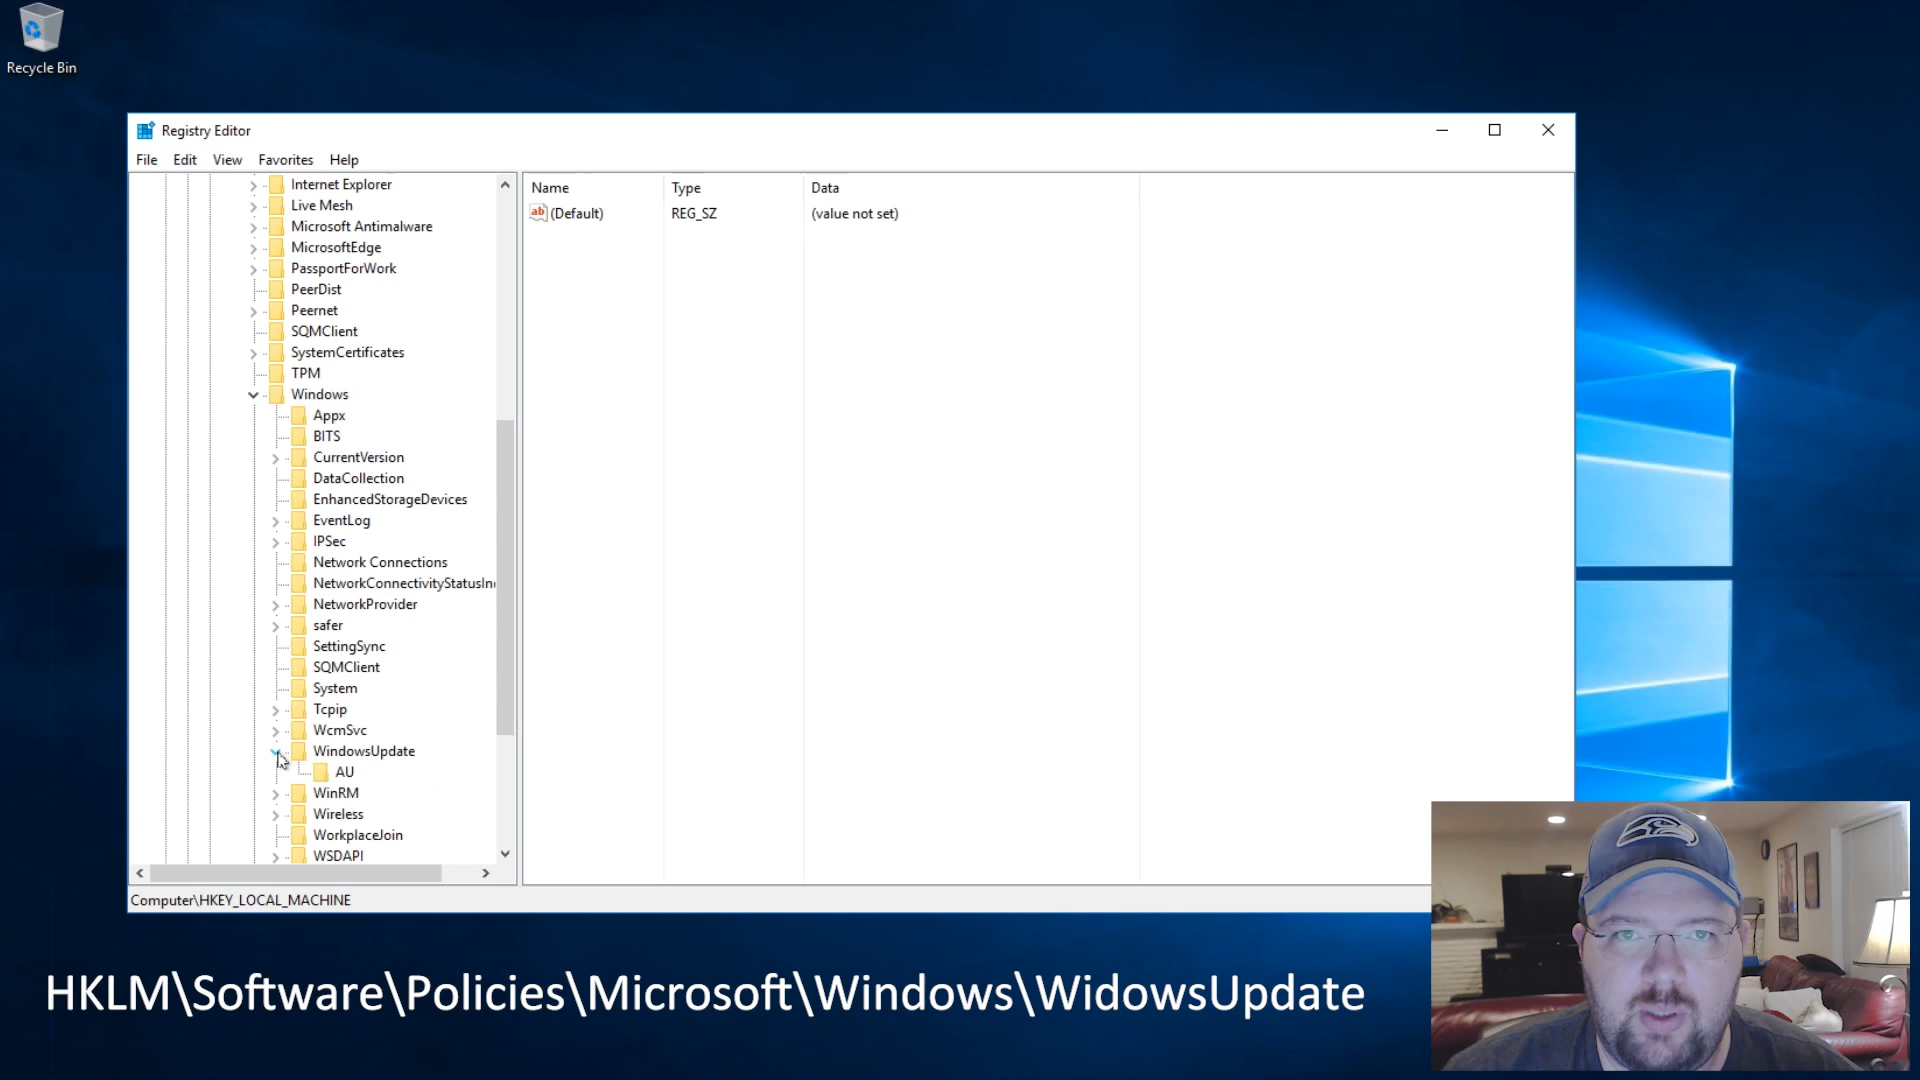 Recycle Bin
Registry Editor
File Edit View Favorites Help
Internet Explorer
Live Mesh
Microsoft Antimalware
MicrosoftEdge
PassportForWork
PeerDist
Peernet
SQMClient
SystemCertificates
TPM
Windows
Appx
BITS
CurrentVersion
DataCollection
EnhancedStorageDevices
EventLog
IPSec
Network Connections
NetworkConnectivityStatusIn
NetworkProvider
safer
SettingSync
SQMClient
System
Tcpip
WcmSvc
WindowsUpdate
AU
WinRM
Wireless
WorkplaceJoin
WSDAPI
Name Type Data
ab (Default) REG_SZ (value not set)
Computer\HKEY_LOCAL_MACHINE
HKLM\Software\Policies\Microsoft\Windows\WidowsUpdate